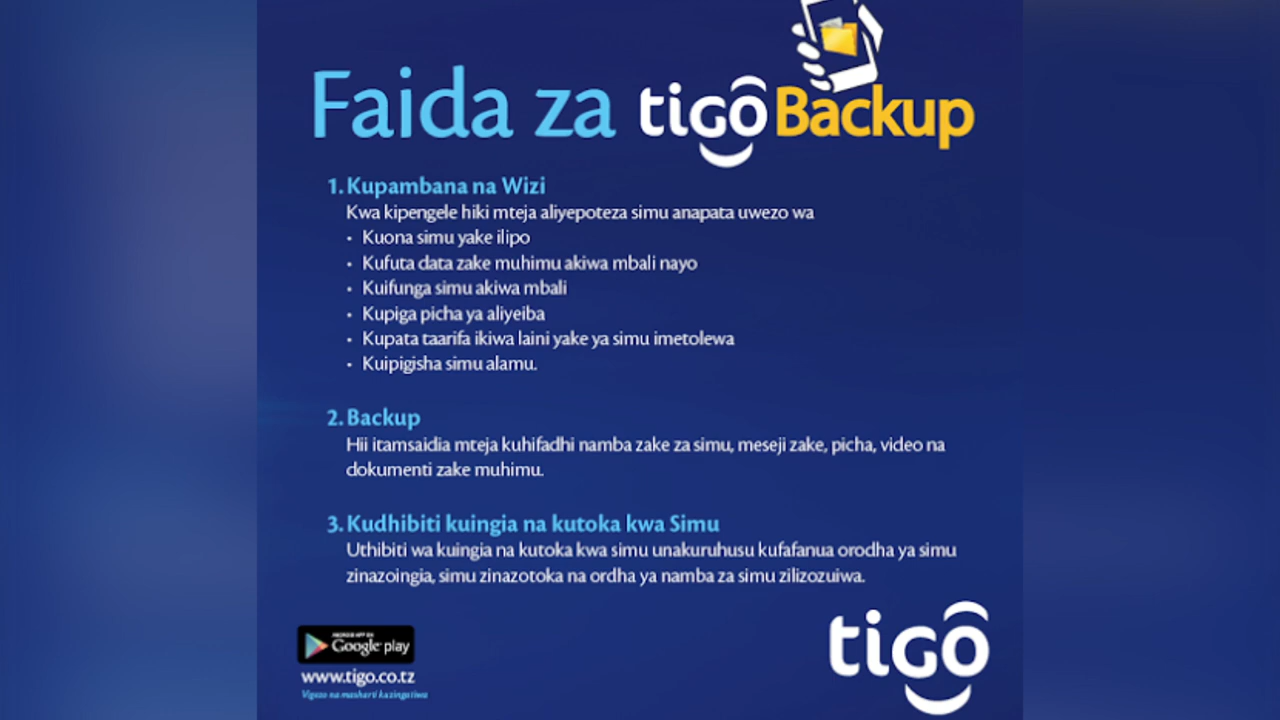 Faida za tigo Backup
1. Kupambana na Wizi
Kwa kipengele hiki mteja aliyepoteza simu anapata uwezo wa
• Kuona simu yake ilipo
• Kufuta data zake muhimu akiwa mbali nayo
• Kuifunga simu akiwa mbali
• Kupiga picha ya aliyeiba
• Kupata taarifa ikiwa laini yake ya simu imetolewa
• Kuipigisha simu alamu.
2. Backup
Hii itamsaidia mteja kuhifadhi namba zake za simu, meseji zake, picha, video na
dokumenti zake muhimu.
3. Kudhibiti kuingia na kutoka kwa Simu
Uthibiti wa kuingia na kutoka kwa simu unakuruhusu kufafanua orodha ya simu
zinazoingia, simu zinazotoka na ordha ya namba za simu zilizozuiwa.
ANDROID APP ON
Google play
www.tigo.co.tz
Vigezo na masharti kuzingatiwa
tigo